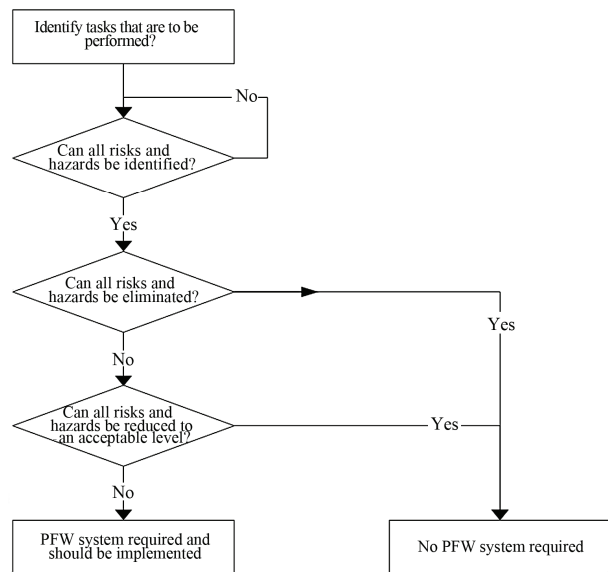 Identify tasks that are to be
performed?
No
Can all risks and
hazards be identified?
Yes
Can all risks and
hazards be eliminated?
Yes
No
Can all risks and
hazards be reduced to
an acceptable level?
Yes
No
PFW system required and
should be implemented
No PFW system required